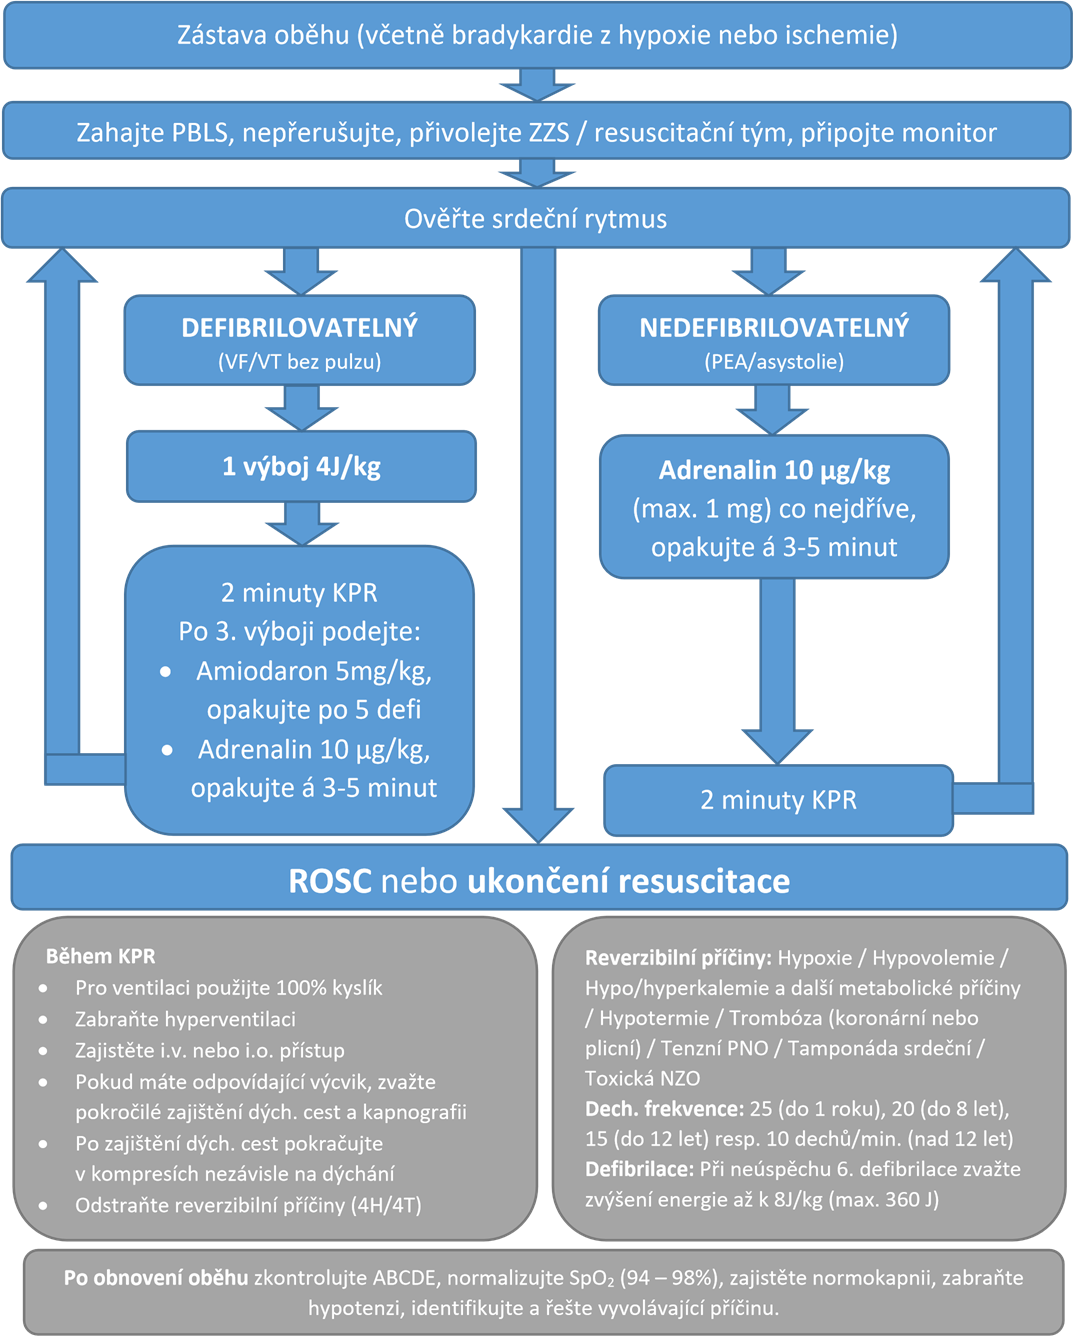 Zástava oběhu (včetně bradykardie z hypoxie nebo ischemie)
Zahajte PBLS, nepřerušujte, přivolejte ZZS / resuscitační tým, připojte monitor
Ověřte srdeční rytmus
DEFIBRILOVATELNÝ
(VF/VT bez pulzu)
1 výboj 4J/kg
2 minuty KPR
Po 3. výboji podejte:
• Amiodaron 5mg/kg,
opakujte po 5 defi
• Adrenalin 10 µg/kg,
opakujte á 3-5 minut
NEDEFIBRILOVATELNÝ
(PEA/asystolie)
Adrenalin 10 µg/kg
(max. 1 mg) co nejdříve,
opakujte á 3-5 minut
2 minuty KPR
ROSC nebo ukončení resuscitace
Během KPR
• Pro ventilaci použijte 100% kyslík
• Zabraňte hyperventilaci
• Zajistěte i.v. nebo i.o. přístup
• Pokud máte odpovídající výcvik, zvažte
pokročilé zajištění dých. cest a kapnografii
• Po zajištění dých. cest pokračujte
v kompresích nezávisle na dýchání
• Odstraňte reverzibilní příčiny (4H/4T)
Reverzibilní příčiny: Hypoxie / Hypovolemie /
Hypo/hyperkalemie a další metabolické příčiny
/ Hypotermie / Trombóza (koronární nebo
plicní) / Tenzní PNO / Tamponáda srdeční /
Toxická NZO
Dech. frekvence: 25 (do 1 roku), 20 (do 8 let),
15 (do 12 let) resp. 10 dechů/min. (nad 12 let)
Defibrilace: Při neúspěchu 6. defibrilace zvažte
zvýšení energie až k 8J/kg (max. 360 J)
Po obnovení oběhu zkontrolujte ABCDE, normalizujte SpO₂ (94 – 98%), zajistěte normokapnii, zabraňte
hypotenzi, identifikujte a řešte vyvolávající příčinu.